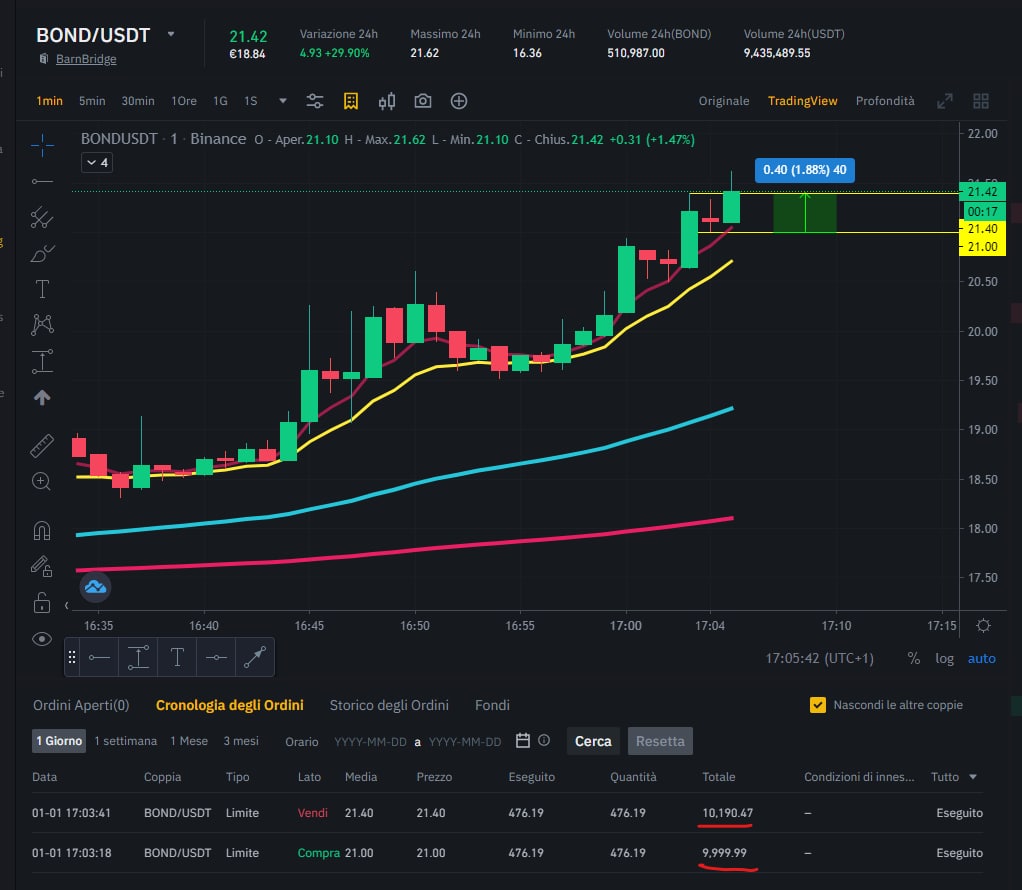 BOND/USDT
BarnBridge
21.42
€18.84
Variazione 24h
4.93 +29.90%
Massimo 24h
21.62
Minimo 24h
16.36
Volume 24h(BOND)
510,987.00
Volume 24h(USDT)
9,435,489.55
1min 5min 30min 1Ore 1G 1S
Originale TradingView Profondità
BONDUSDT · 1 · Binance O - Aper.21.10 H - Max.21.62 L - Min.21.10 C - Chius.21.42 +0.31 (+1.47%)
4
0.40 (1.88%) 40
22.00
21.42
00:17
21.40
21.00
20.50
20.00
19.50
19.00
18.50
18.00
17.50
16:35 16:40 16:45 16:50 16:55 17:00 17:04 17:10 17:15
17:05:42 (UTC+1) % log auto
Ordini Aperti(0) Cronologia degli Ordini Storico degli Ordini Fondi
Nascondi le altre coppie
1 Giorno 1 settimana 1 Mese 3 mesi Orario YYYY-MM-DD a YYYY-MM-DD Cerca Resetta
Data Coppia Tipo Lato Media Prezzo Eseguito Quantità Totale Condizioni di innes... Tutto
01-01 17:03:41 BOND/USDT Limite Vendi 21.40 21.40 476.19 476.19 10,190.47 – Eseguito
01-01 17:03:18 BOND/USDT Limite Compra 21.00 21.00 476.19 476.19 9,999.99 – Eseguito